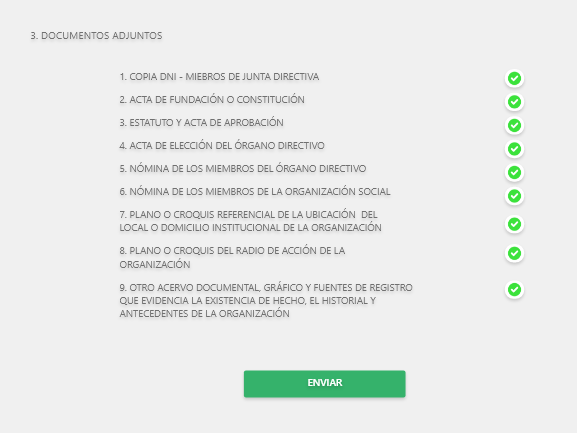 3. DOCUMENTOS ADJUNTOS
1. COPIA DNI - MIEBROS DE JUNTA DIRECTIVA
2. ACTA DE FUNDACIÓN O CONSTITUCIÓN
3. ESTATUTO Y ACTA DE APROBACIÓN
4. ACTA DE ELECCIÓN DEL ÓRGANO DIRECTIVO
5. NÓMINA DE LOS MIEMBROS DEL ÓRGANO DIRECTIVO
6. NÓMINA DE LOS MIEMBROS DE LA ORGANIZACIÓN SOCIAL
7. PLANO O CROQUIS REFERENCIAL DE LA UBICACIÓN DEL
LOCAL O DOMICILIO INSTITUCIONAL DE LA ORGANIZACIÓN
8. PLANO O CROQUIS DEL RADIO DE ACCIÓN DE LA
ORGANIZACIÓN
9. OTRO ACERVO DOCUMENTAL, GRÁFICO Y FUENTES DE REGISTRO
QUE EVIDENCIA LA EXISTENCIA DE HECHO, EL HISTORIAL Y
ANTECEDENTES DE LA ORGANIZACIÓN
ENVIAR